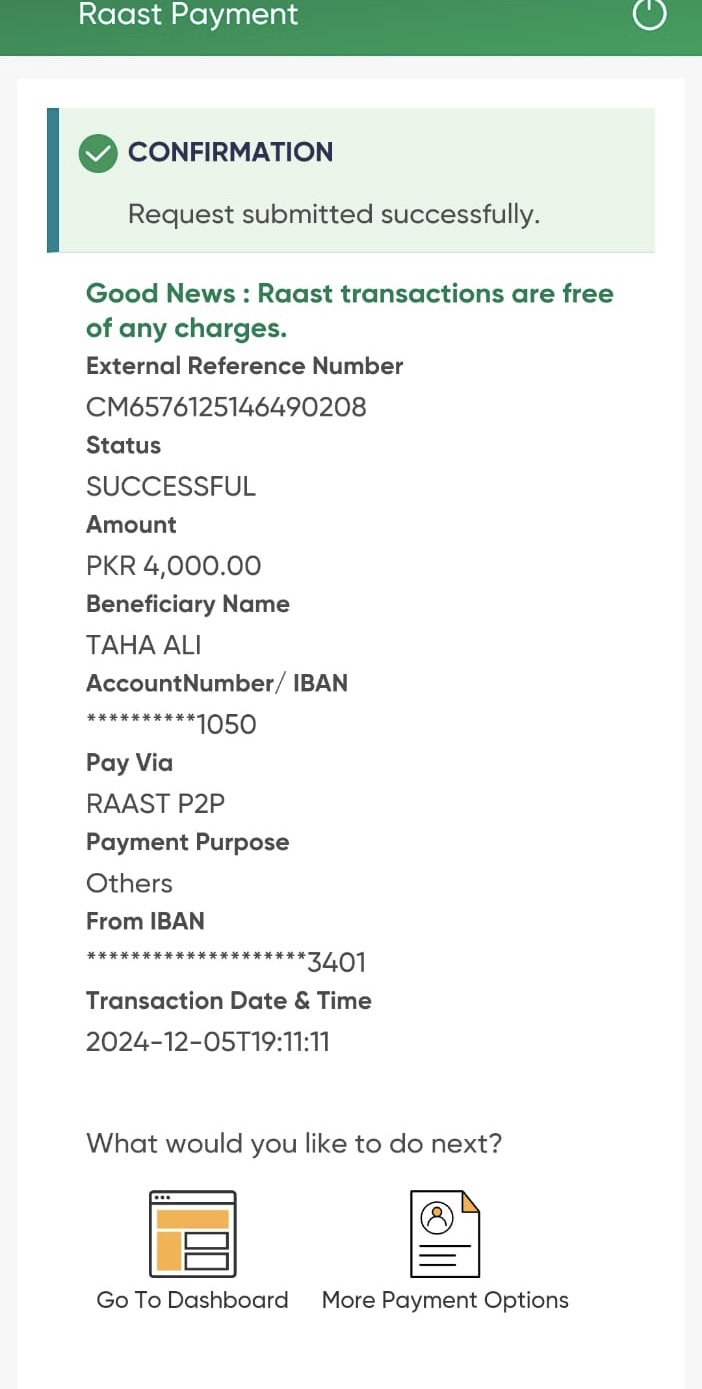 Raast Payment
CONFIRMATION
Request submitted successfully.
Good News : Raast transactions are free
of any charges.
External Reference Number
CM6576125146490208
Status
SUCCESSFUL
Amount
PKR 4,000.00
Beneficiary Name
TAHA ALI
AccountNumber/ IBAN
**********1050
Pay Via
RAAST P2P
Payment Purpose
Others
From IBAN
********************3401
Transaction Date & Time
2024-12-05T19:11:11
What would you like to do next?
Go To Dashboard More Payment Options